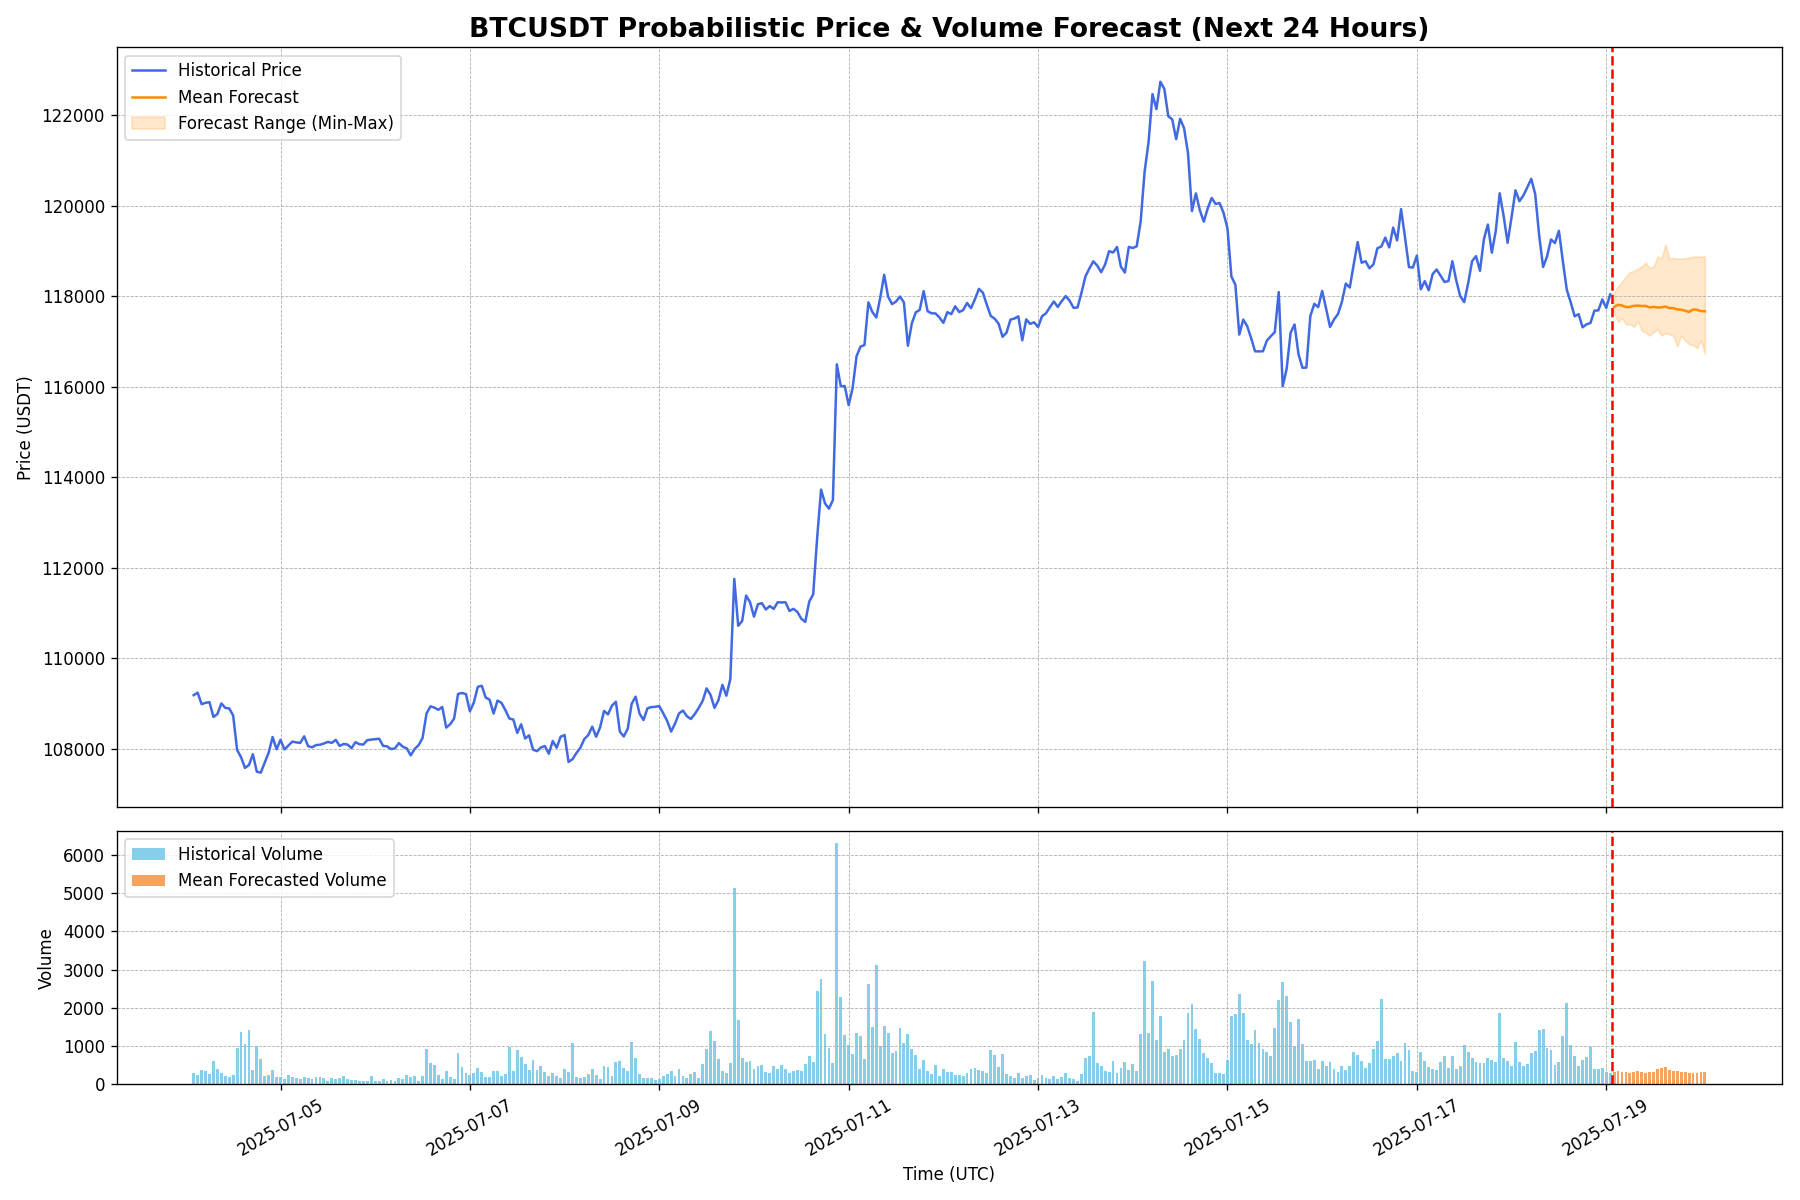 BTCUSDT Probabilistic Price & Volume Forecast (Next 24 Hours)
Historical Price
Mean Forecast
Forecast Range (Min-Max)
122000
120000
118000
116000
114000
112000
110000
108000
Price (USDT)
Historical Volume
Mean Forecasted Volume
6000
5000
4000
3000
2000
1000
0
Volume
2025-07-05
2025-07-07
2025-07-09
2025-07-11
2025-07-13
2025-07-15
2025-07-17
2025-07-19
Time (UTC)